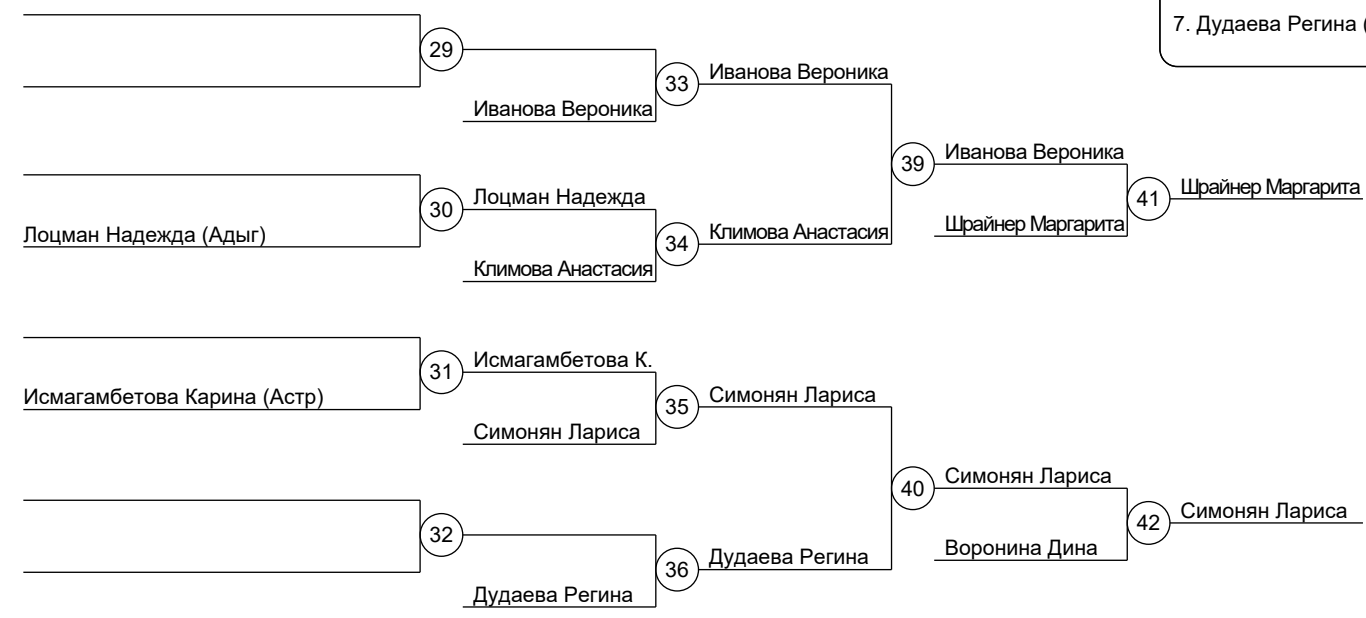 7. Дудаева Регина (
29
33
Иванова Вероника
Иванова Вероника
39
Иванова Вероника
30
Лоцман Надежда
41
Шрайнер Маргарита
Лоцман Надежда (Адыг)
34
Климова Анастасия
Шрайнер Маргарита
Климова Анастасия
31
Исмагамбетова К.
Исмагамбетова Карина (Астр)
35
Симонян Лариса
Симонян Лариса
40
Симонян Лариса
42
Симонян Лариса
32
Воронина Дина
36
Дудаева Регина
Дудаева Регина